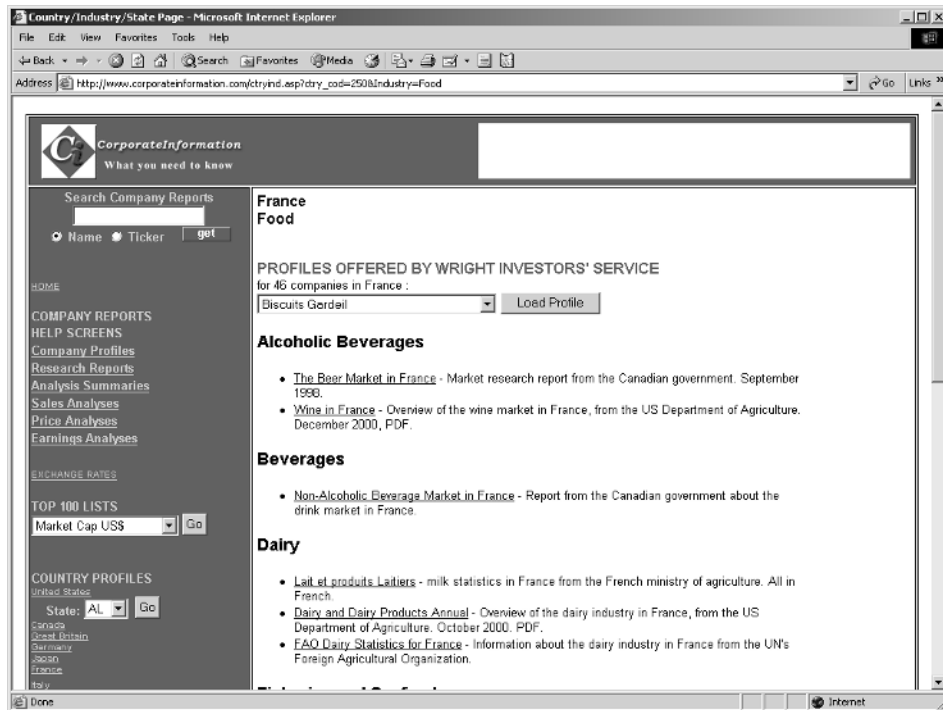 Country/Industry/State Page - Microsoft Internet Explorer
File Edit View Favorites Tools Help
Back Search Favorites Media
Address http://www.corporateinformation.com/ctryind.asp?ctry_cod=250&Industry=Food Go Links »
Ci
CorporateInformation
What you need to know
Search Company Reports
Name Ticker get
HOME
COMPANY REPORTS
HELP SCREENS
Company Profiles
Research Reports
Analysis Summaries
Sales Analyses
Price Analyses
Earnings Analyses
EXCHANGE RATES
TOP 100 LISTS
Market Cap US$ Go
COUNTRY PROFILES
United States
State: AL Go
Canada
Great Britain
Germany
Japan
France
Italy
France
Food
PROFILES OFFERED BY WRIGHT INVESTORS' SERVICE
for 46 companies in France :
Biscuits Gardeil Load Profile
Alcoholic Beverages
• The Beer Market in France - Market research report from the Canadian government. September
1998.
• Wine in France - Overview of the wine market in France, from the US Department of Agriculture.
December 2000, PDF.
Beverages
• Non-Alcoholic Beverage Market in France - Report from the Canadian government about the
drink market in France.
Dairy
• Lait et produits Laitiers - milk statistics in France from the French ministry of agriculture. All in
French.
• Dairy and Dairy Products Annual - Overview of the dairy industry in France, from the US
Department of Agriculture. October 2000. PDF.
• FAO Dairy Statistics for France - Information about the dairy industry in France from the UN's
Foreign Agricultural Organization.
Done Internet